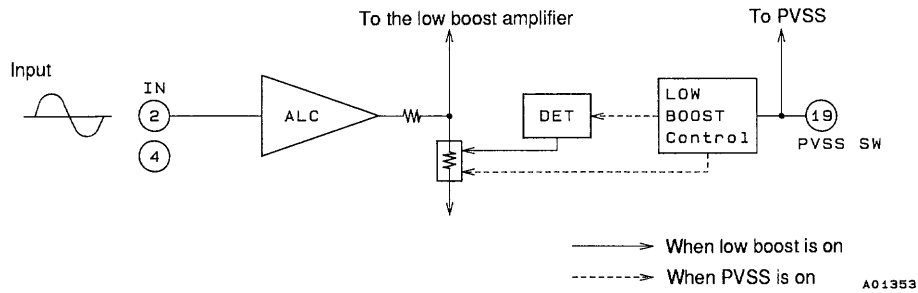 To the low boost amplifier
To PVSS
Input
IN
2
4
ALC
DET
LOW
BOOST
Control
19
PVSS SW
When low boost is on
When PVSS is on
A01353